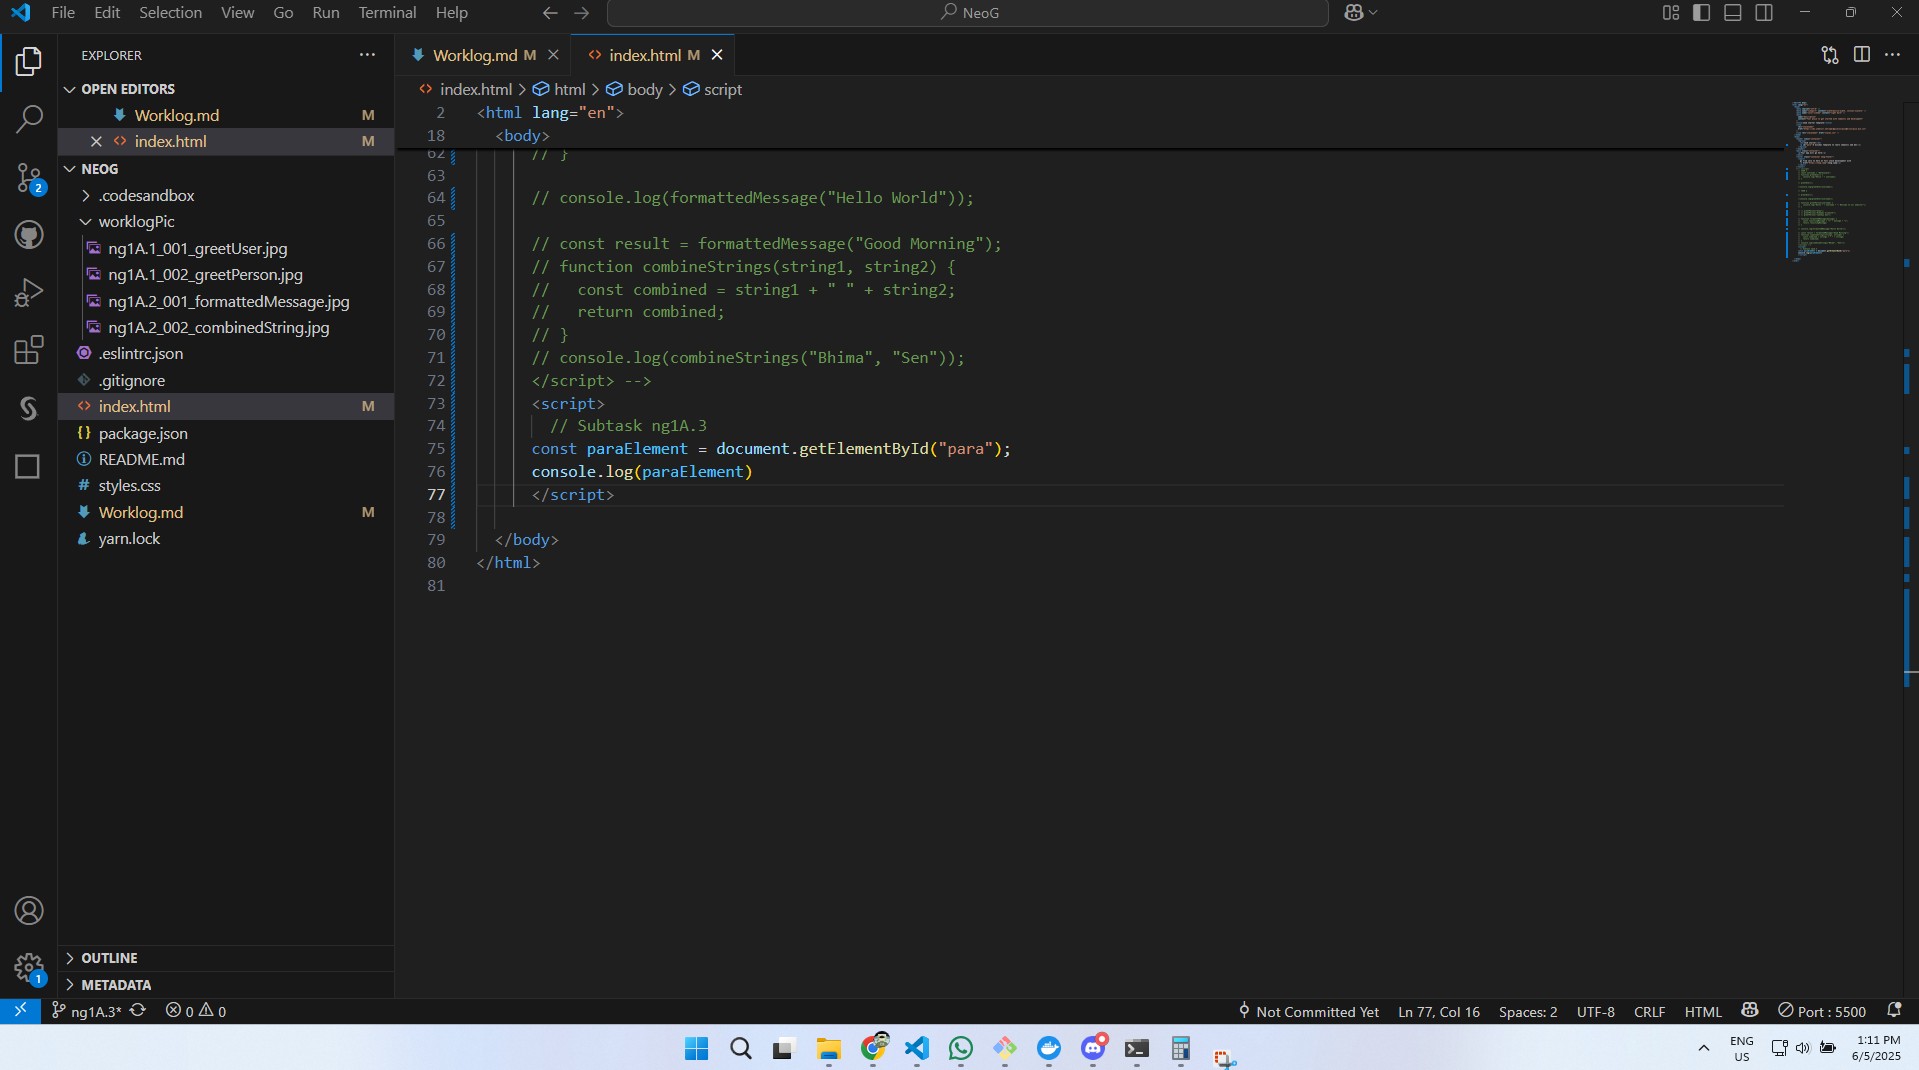 File Edit Selection View Go Run Terminal Help
NeoG
EXPLORER
OPEN EDITORS
Worklog.md M
index.html M
NEOG
.codesandbox
worklogPic
ng1A.1_001_greetUser.jpg
ng1A.1_002_greetPerson.jpg
ng1A.2_001_formattedMessage.jpg
ng1A.2_002_combinedString.jpg
.eslintrc.json
.gitignore
index.html M
package.json
README.md
styles.css
Worklog.md M
yarn.lock
OUTLINE
METADATA
2
1
Worklog.md M
index.html M
index.html > html > body > script
2 <html lang="en">
18 <body>
62 // }
63
64 // console.log(formattedMessage("Hello World"));
65
66 // const result = formattedMessage("Good Morning");
67 // function combineStrings(string1, string2) {
68 //   const combined = string1 + " " + string2;
69 //   return combined;
70 // }
71 // console.log(combineStrings("Bhima", "Sen"));
72 </script> -->
73 <script>
74 // Subtask ng1A.3
75 const paraElement = document.getElementById("para");
76 console.log(paraElement)
77 </script>
78
79 </body>
80 </html>
81
ng1A.3* 0 0
Not Committed Yet Ln 77, Col 16 Spaces: 2 UTF-8 CRLF HTML Port : 5500
ENG
US
1:11 PM
6/5/2025